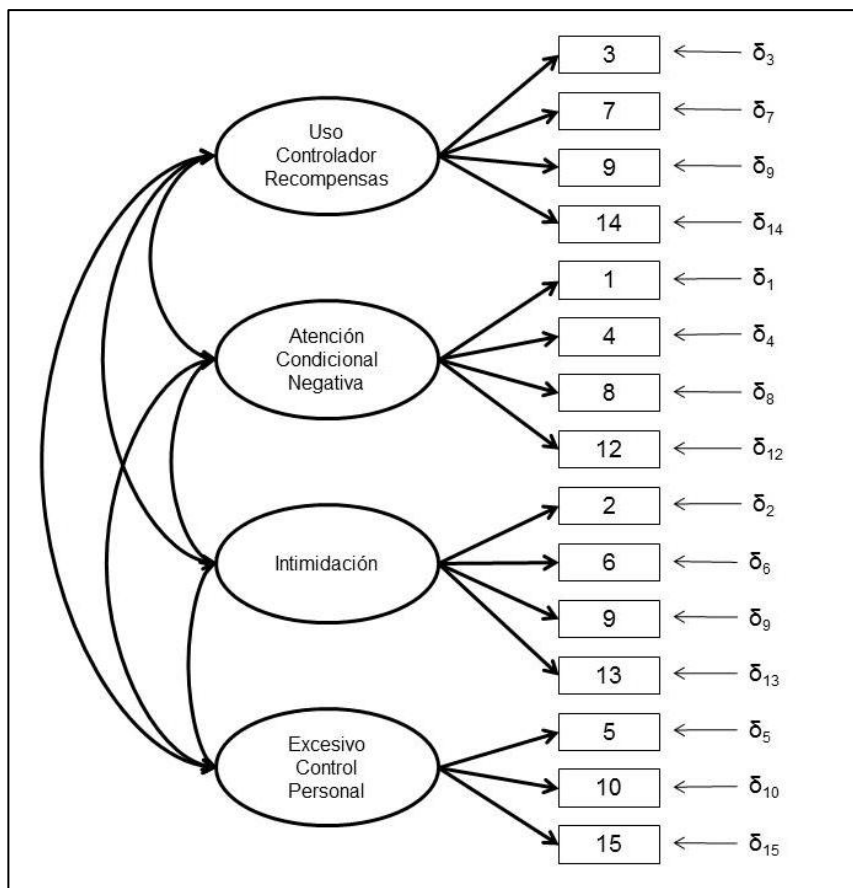 3 δ3
Uso
Controlador
Recompensas
7 δ7
9 δ9
14 δ14
1 δ1
Atención
Condicional
Negativa
4 δ4
8 δ8
12 δ12
2 δ2
Intimidación
6 δ6
9 δ9
13 δ13
5 δ5
Excesivo
Control
Personal
10 δ10
15 δ15